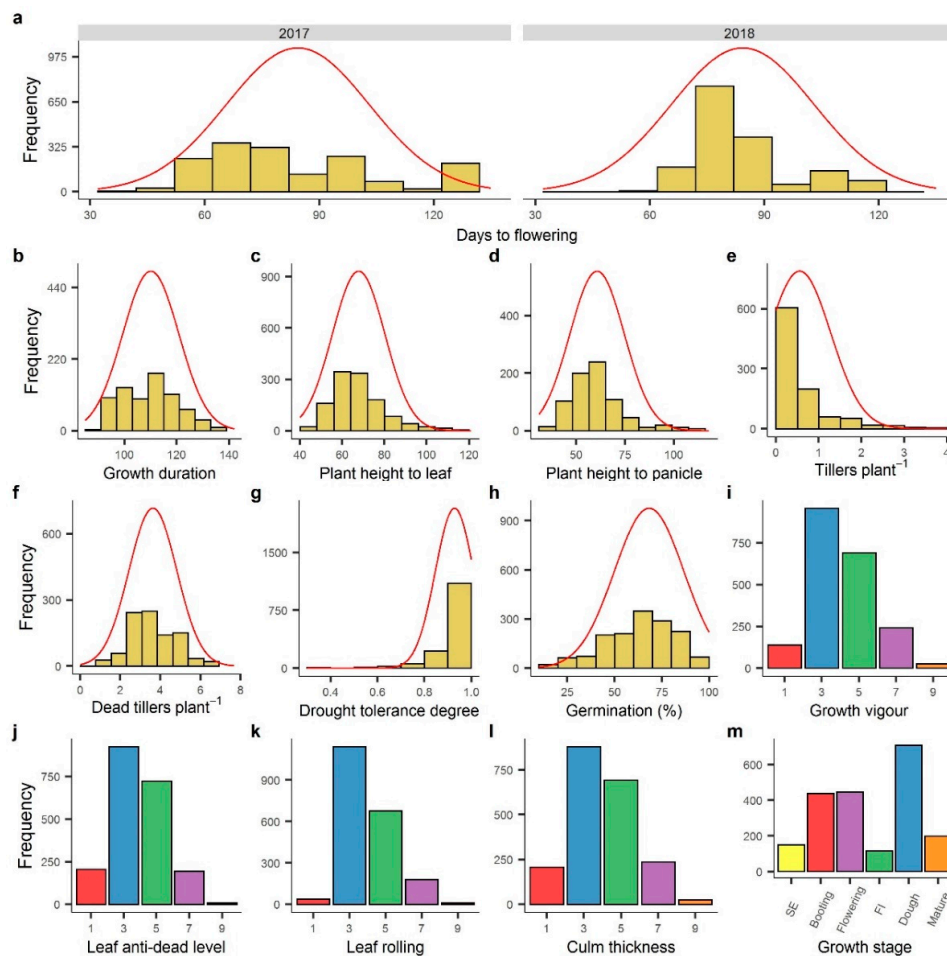 a
2017 2018
975
650
325
0
Frequency
30 60 90 120 30 60 90 120
Days to flowering
b c d e
440
220
0
Frequency
100 120 140
Growth duration
900
600
300
0
40 60 80 100 120
Plant height to leaf
400
200
0
50 75 100
Plant height to panicle
600
300
0
0 1 2 3 4
Tillers plant⁻¹
f g h i
600
300
0
Frequency
0 2 4 6 8
Dead tillers plant⁻¹
1500
750
0
0.4 0.6 0.8 1.0
Drought tolerance degree
900
600
300
0
25 50 75 100
Germination (%)
750
500
250
0
1 3 5 7 9
Growth vigour
j k l m
750
500
250
0
Frequency
1 3 5 7 9
Leaf anti-dead level
900
600
300
0
1 3 5 7 9
Leaf rolling
750
500
250
0
1 3 5 7 9
Culm thickness
600
400
200
0
SE Booting Flowering FI Dough Mature
Growth stage